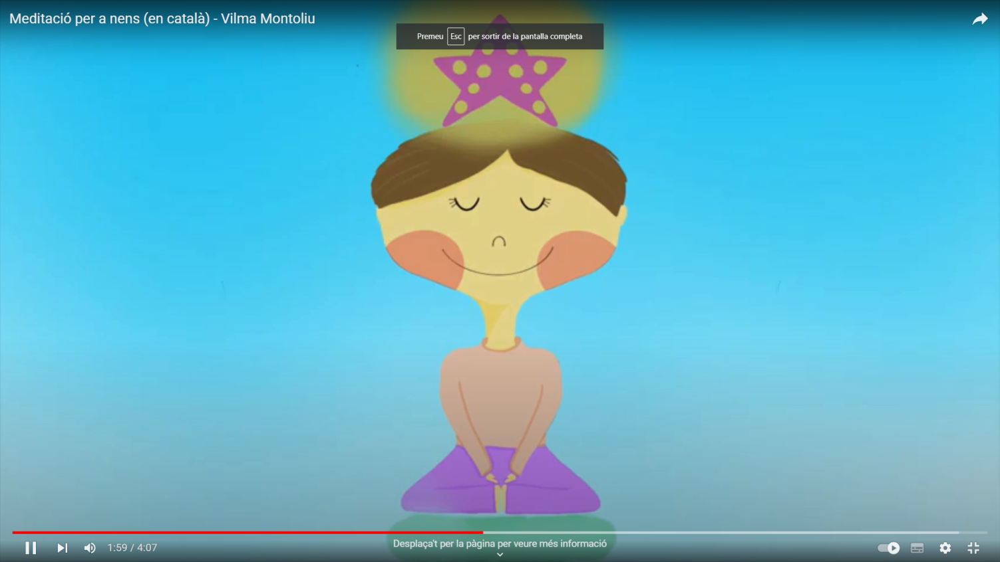 Meditació per a nens (en català) - Vilma Montoliu
Premeu Esc per sortir de la pantalla completa
1:59 / 4:07
Desplaça't per la pàgina per veure més informació